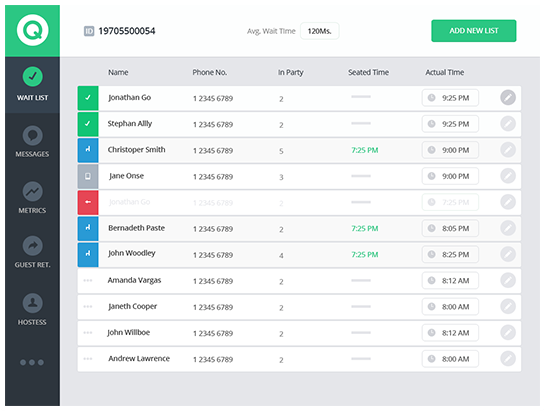 Q
ID 19705500054 Avg. Wait Time 120Ms. ADD NEW LIST
WAIT LIST
MESSAGES
METRICS
GUEST RET.
HOSTESS
Name Phone No. In Party Seated Time Actual Time
Jonathan Go 1 2345 6789 2 9:25 PM
Stephan Allly 1 2345 6789 2 9:25 PM
Christoper Smith 1 2345 6789 5 7:25 PM 9:00 PM
Jane Onse 1 2345 6789 3 9:00 PM
Jonathan Go 1 2345 6789 2 7:25 PM
Bernadeth Paste 1 2345 6789 2 7:25 PM 8:05 PM
John Woodley 1 2345 6789 4 7:25 PM 8:25 PM
Amanda Vargas 1 2345 6789 2 8:12 AM
Janeth Cooper 1 2345 6789 2 8:00 AM
John Willboe 1 2345 6789 2 8:12 AM
Andrew Lawrence 1 2345 6789 2 8:00 AM